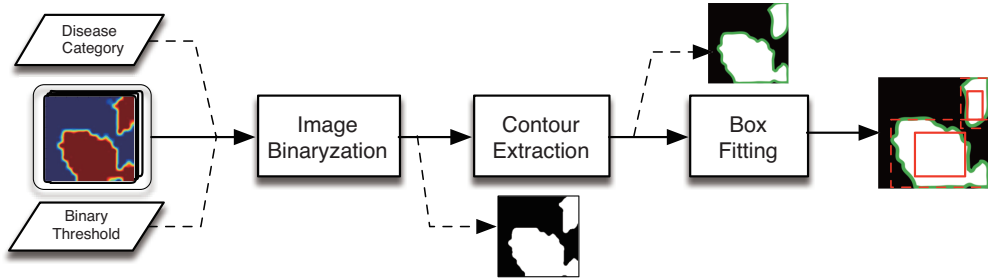 Disease
Category
Binary
Threshold
Image
Binaryzation
Contour
Extraction
Box
Fitting